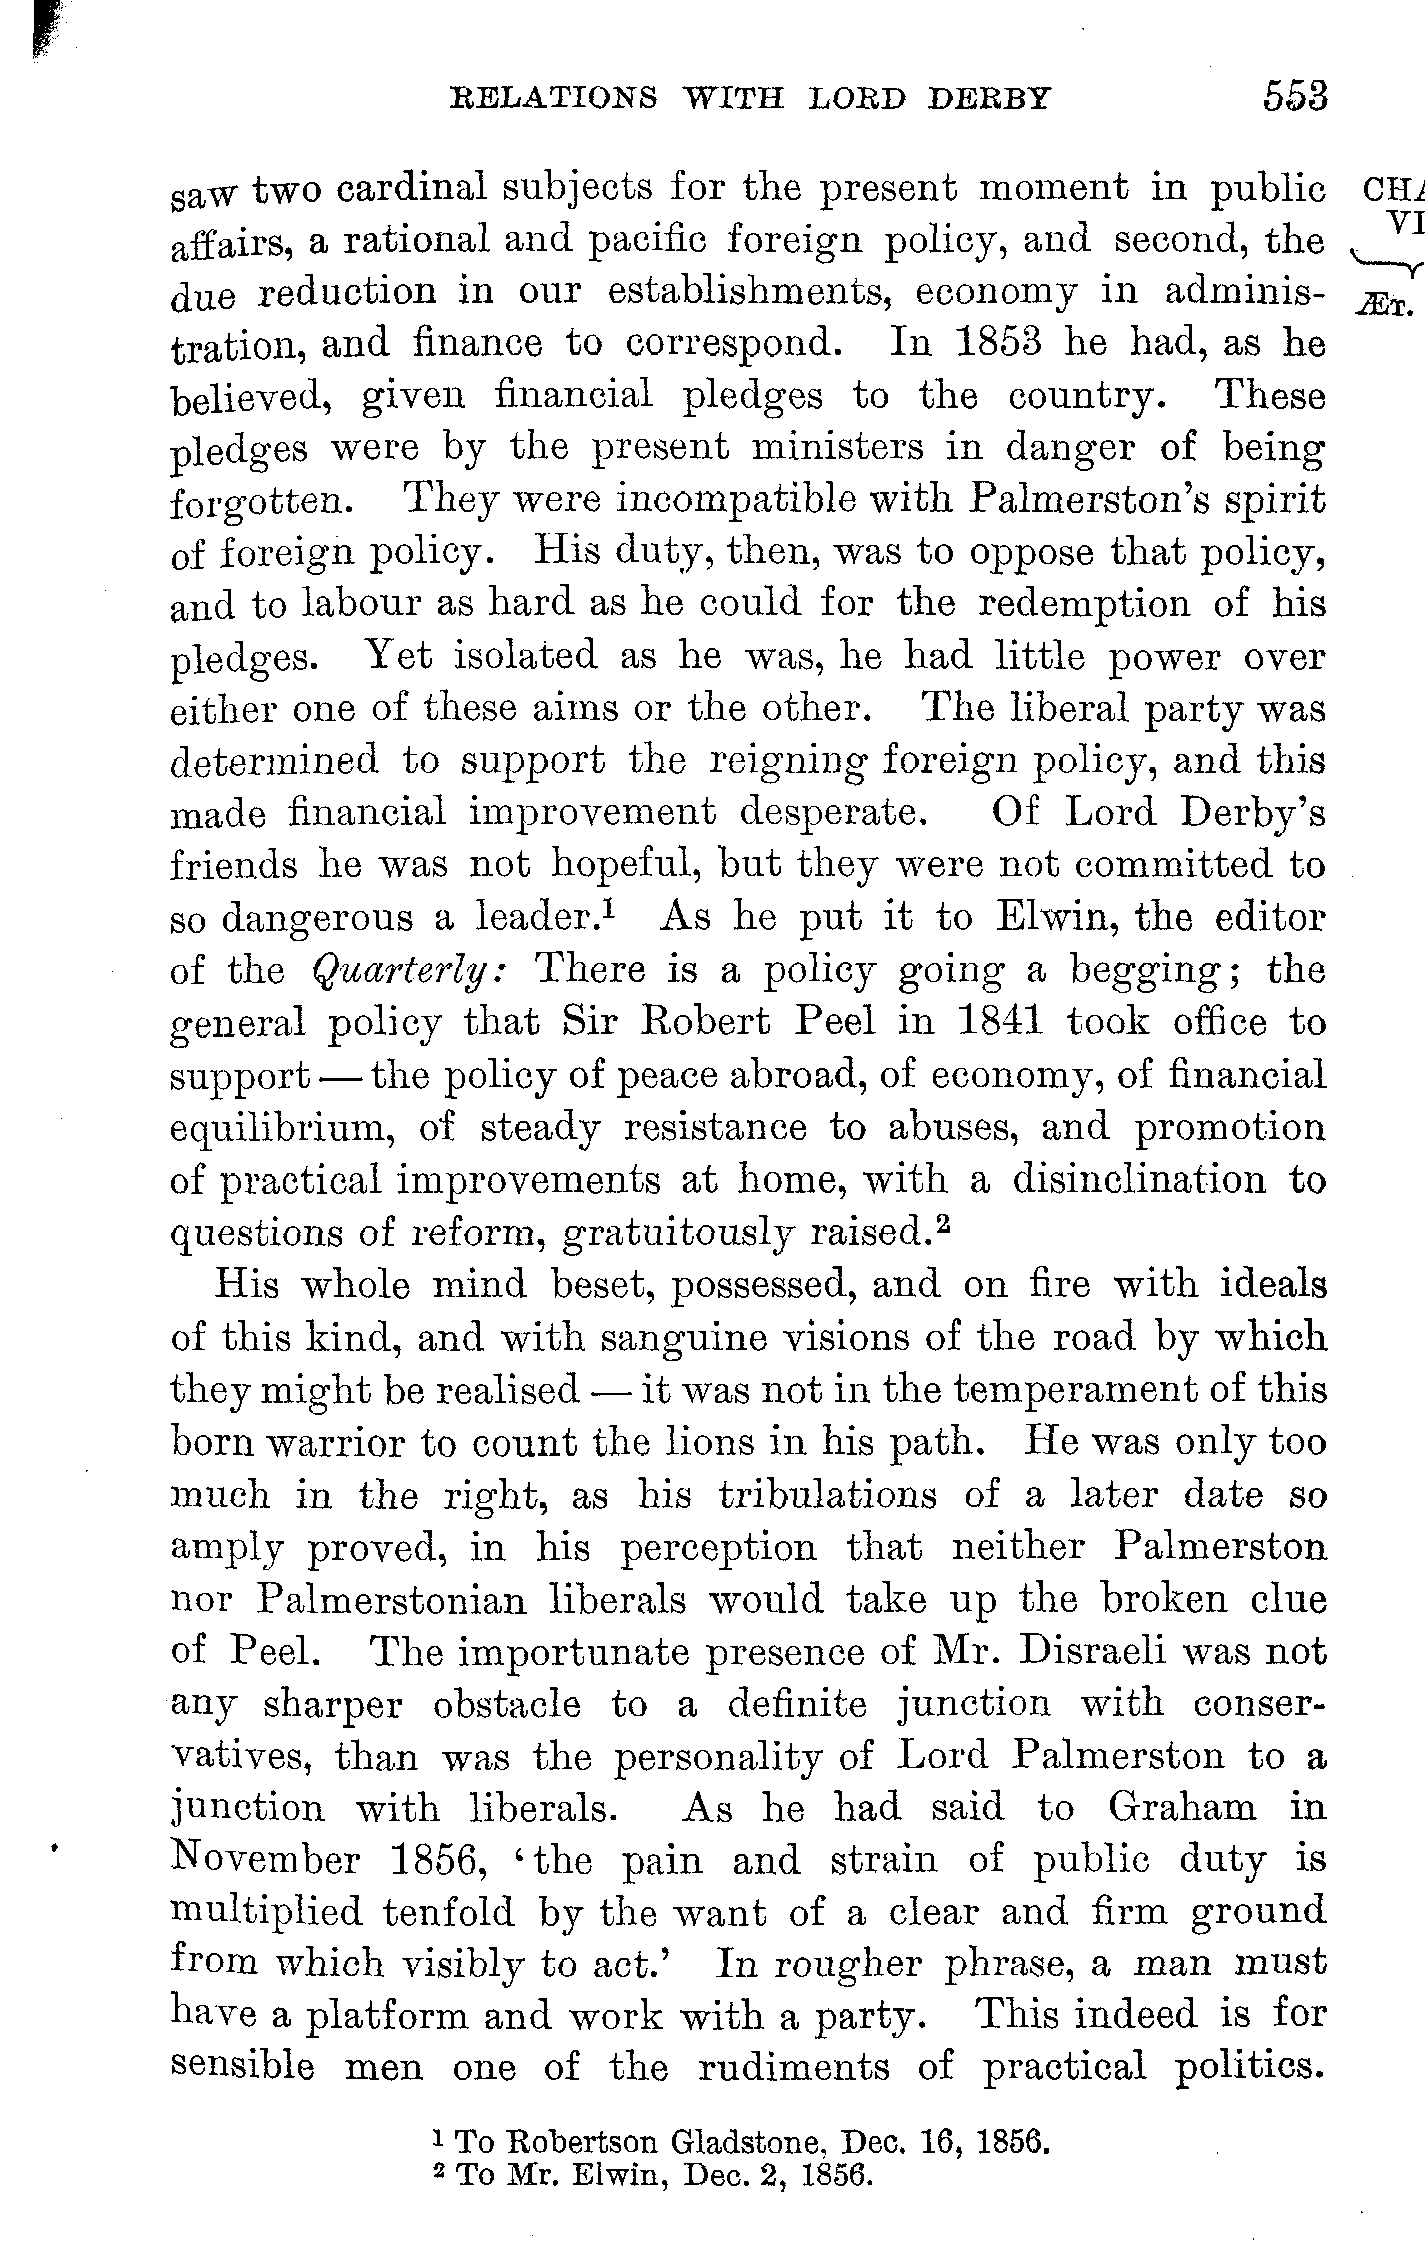 RELATIONS WITH LORD DERBY 553
saw two cardinal subjects for the present moment in public
affairs, a rational and pacific foreign policy, and second, the
due reduction in our establishments, economy in adminis-
tration, and finance to correspond. In 1853 he had, as he
believed, given financial pledges to the country. These
pledges were by the present ministers in danger of being
forgotten. They were incompatible with Palmerston's spirit
of foreign policy. His duty, then, was to oppose that policy,
and to labour as hard as he could for the redemption of his
pledges. Yet isolated as he was, he had little power over
either one of these aims or the other. The liberal party was
determined to support the reigning foreign policy, and this
made financial improvement desperate. Of Lord Derby's
friends he was not hopeful, but they were not committed to
so dangerous a leader.¹ As he put it to Elwin, the editor
of the Quarterly: There is a policy going a begging; the
general policy that Sir Robert Peel in 1841 took office to
support — the policy of peace abroad, of economy, of financial
equilibrium, of steady resistance to abuses, and promotion
of practical improvements at home, with a disinclination to
questions of reform, gratuitously raised.²
His whole mind beset, possessed, and on fire with ideals
of this kind, and with sanguine visions of the road by which
they might be realised — it was not in the temperament of this
born warrior to count the lions in his path. He was only too
much in the right, as his tribulations of a later date so
amply proved, in his perception that neither Palmerston
nor Palmerstonian liberals would take up the broken clue
of Peel. The importunate presence of Mr. Disraeli was not
any sharper obstacle to a definite junction with conser-
vatives, than was the personality of Lord Palmerston to a
junction with liberals. As he had said to Graham in
November 1856, 'the pain and strain of public duty is
multiplied tenfold by the want of a clear and firm ground
from which visibly to act.' In rougher phrase, a man must
have a platform and work with a party. This indeed is for
sensible men one of the rudiments of practical politics.
¹ To Robertson Gladstone, Dec. 16, 1856.
² To Mr. Elwin, Dec. 2, 1856.
VI
ÆT.